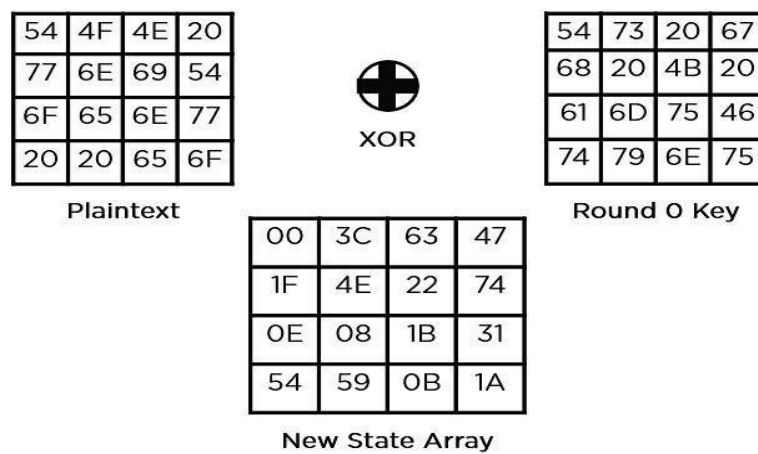 54 4F 4E 20
77 6E 69 54
6F 65 6E 77
20 20 65 6F
Plaintext
XOR
54 73 20 67
68 20 4B 20
61 6D 75 46
74 79 6E 75
Round 0 Key
00 3C 63 47
1F 4E 22 74
0E 08 1B 31
54 59 0B 1A
New State Array